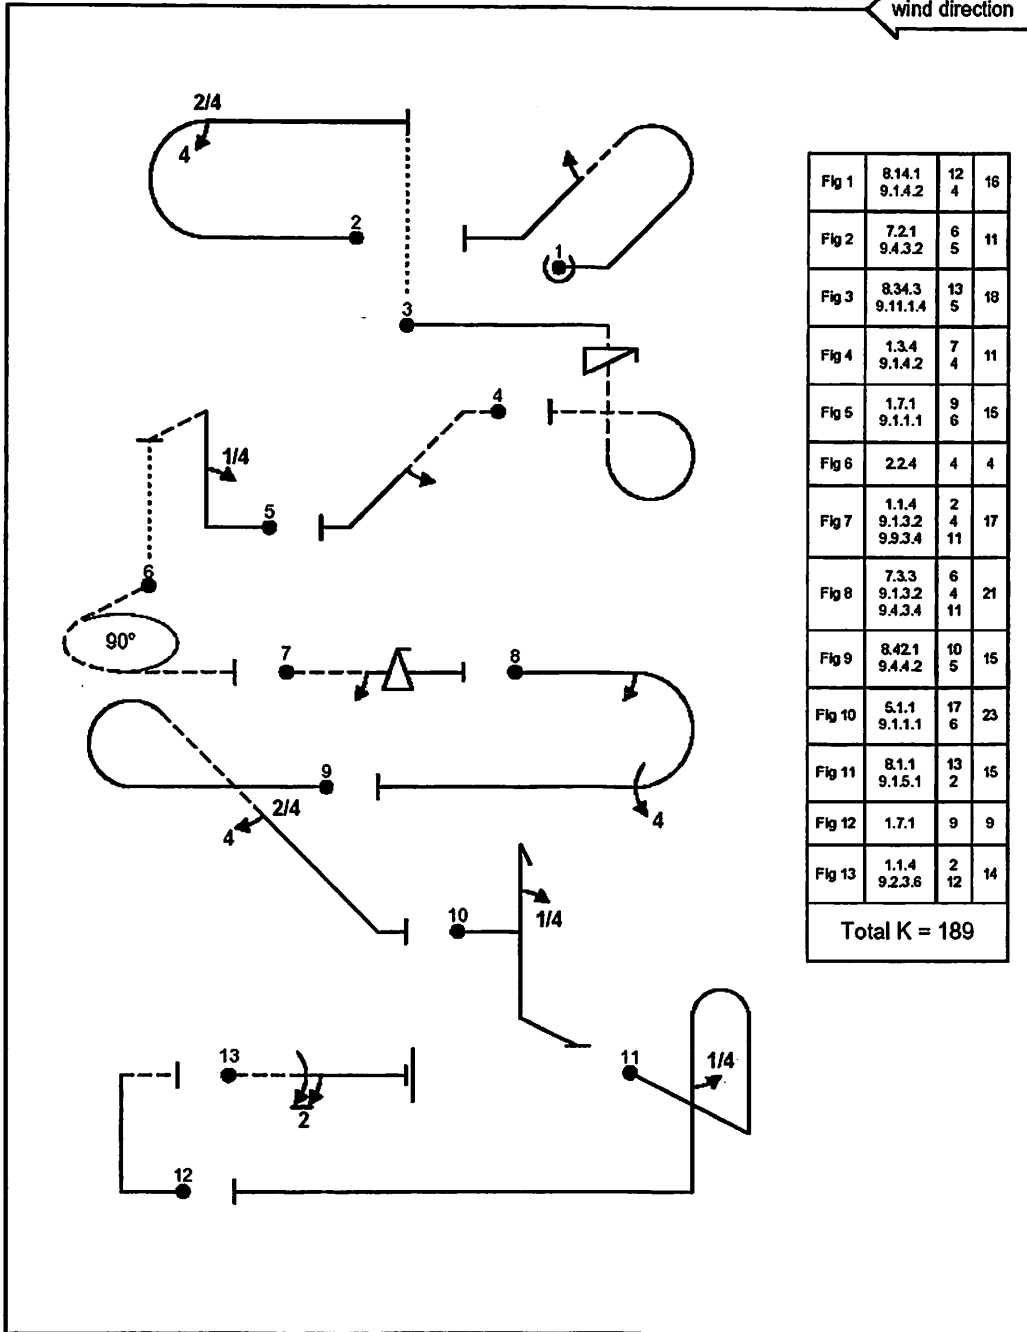 wind direction
2/4
4
2
1
3
4
1/4
5
6
90°
7
8
9
4
2/4
4
10
1/4
11
1/4
13
2
12
Fig 1 8.14.1 12 16
9.1.4.2 4
Fig 2 7.2.1 6 11
9.4.3.2 5
Fig 3 8.34.3 13 18
9.11.1.4 5
Fig 4 1.3.4 7 11
9.1.4.2 4
Fig 5 1.7.1 9 15
9.1.1.1 6
Fig 6 2.2.4 4 4
Fig 7 1.1.4 2 17
9.1.3.2 4
9.9.3.4 11
Fig 8 7.3.3 6 21
9.1.3.2 4
9.4.3.4 11
Fig 9 8.42.1 10 15
9.4.4.2 5
Fig 10 5.1.1 17 23
9.1.1.1 6
Fig 11 8.1.1 13 15
9.1.5.1 2
Fig 12 1.7.1 9 9
Fig 13 1.1.4 2 14
9.2.3.6 12
Total K = 189